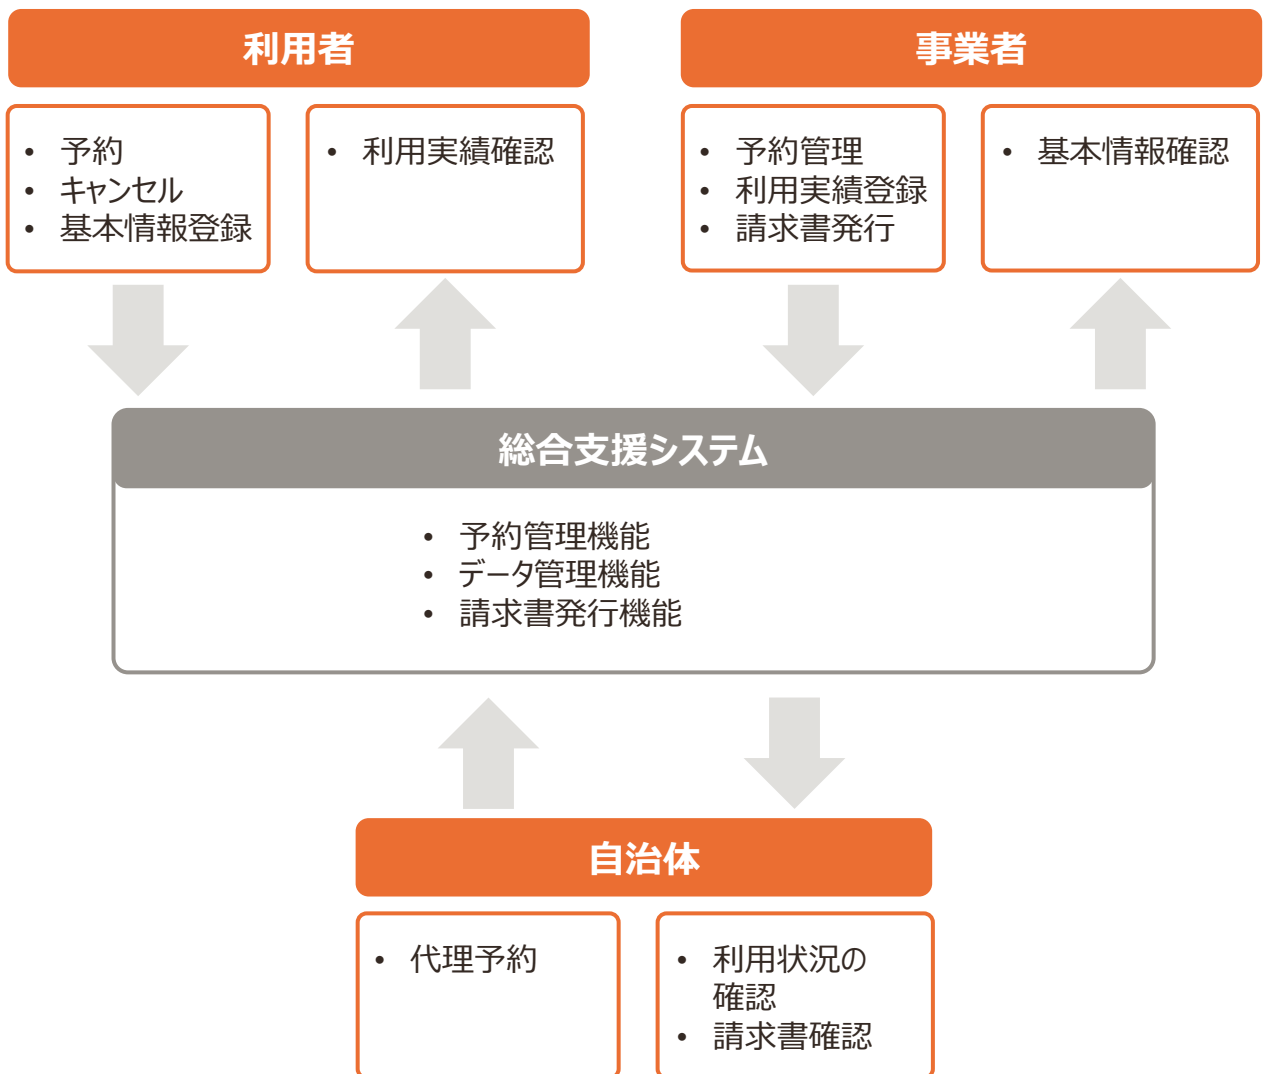 利用者
• 予約
• キャンセル
• 基本情報登録
• 利用実績確認
事業者
• 予約管理
• 利用実績登録
• 請求書発行
• 基本情報確認
総合支援システム
• 予約管理機能
• データ管理機能
• 請求書発行機能
自治体
• 代理予約
• 利用状況の
確認
• 請求書確認